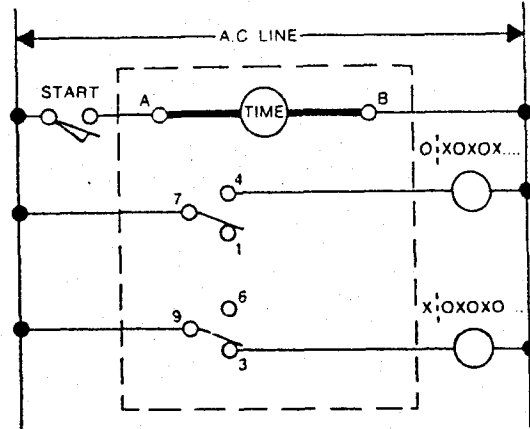 A.C LINE
START
A
TIME
B
O¦XOXOX....
4
7
1
6
X¦OXOXO ..
9
3